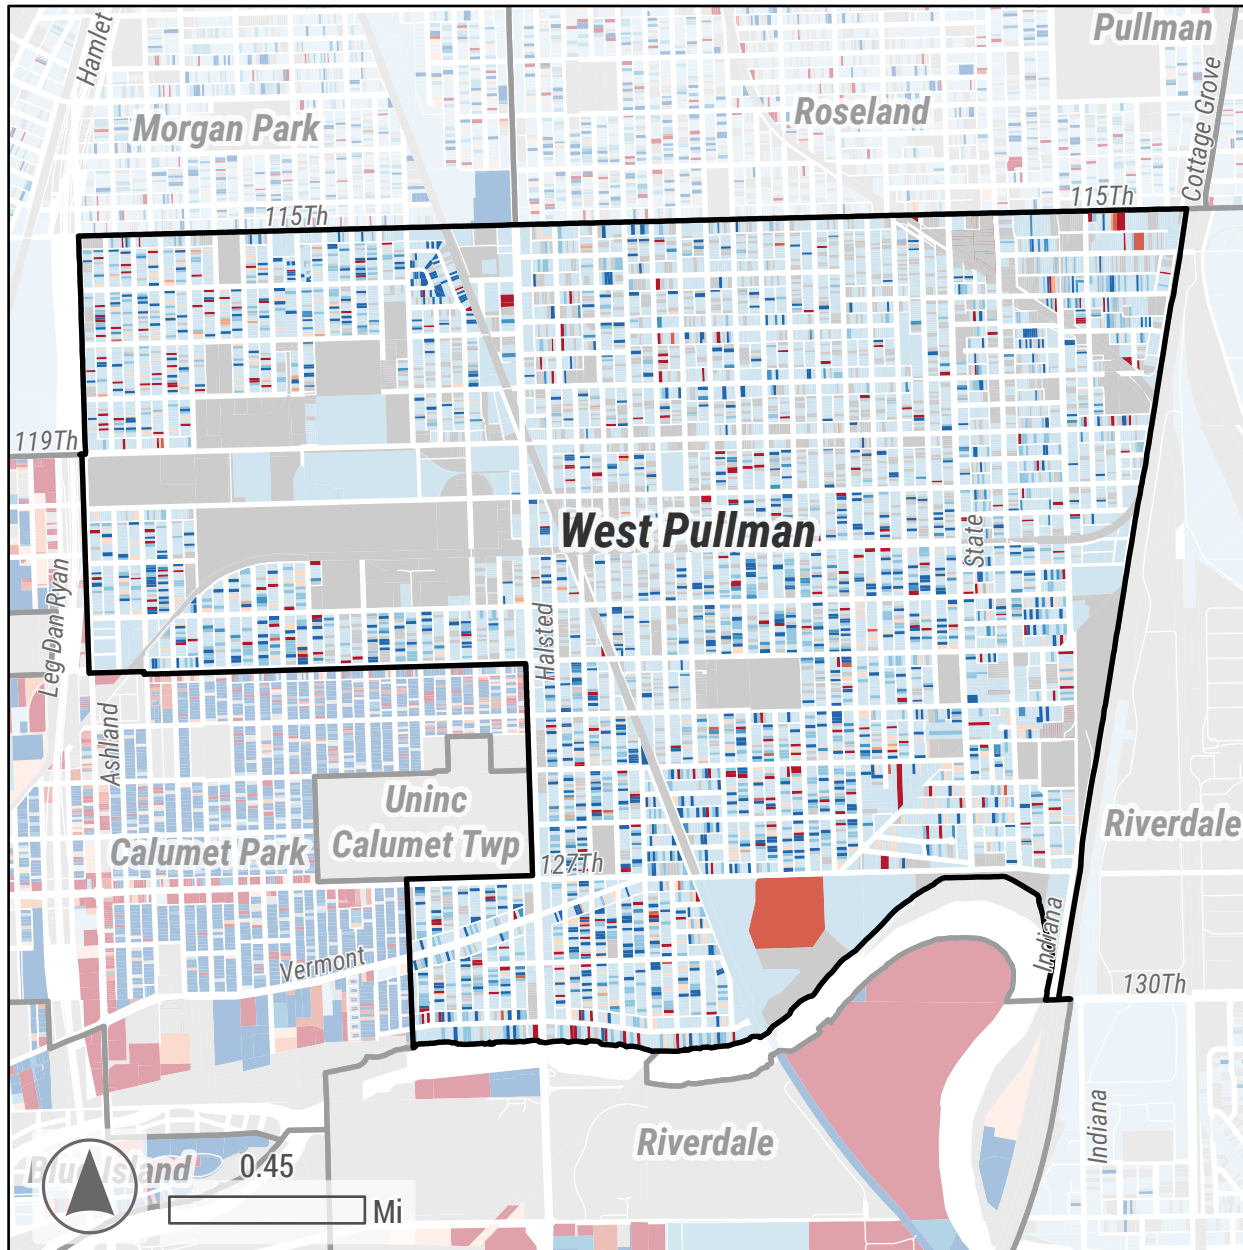 Pullman
Hamlet
Roseland
Morgan Park
Cottage Grove
115Th
115Th
119Th
West Pullman
State
Leg Dan Ryan
Halsted
Ashland
Uninc
Calumet Twp
Calumet Park
Riverdale
127Th
Indiana
Vermont
130Th
Indiana
Riverdale
Blue Island
0.45
Mi